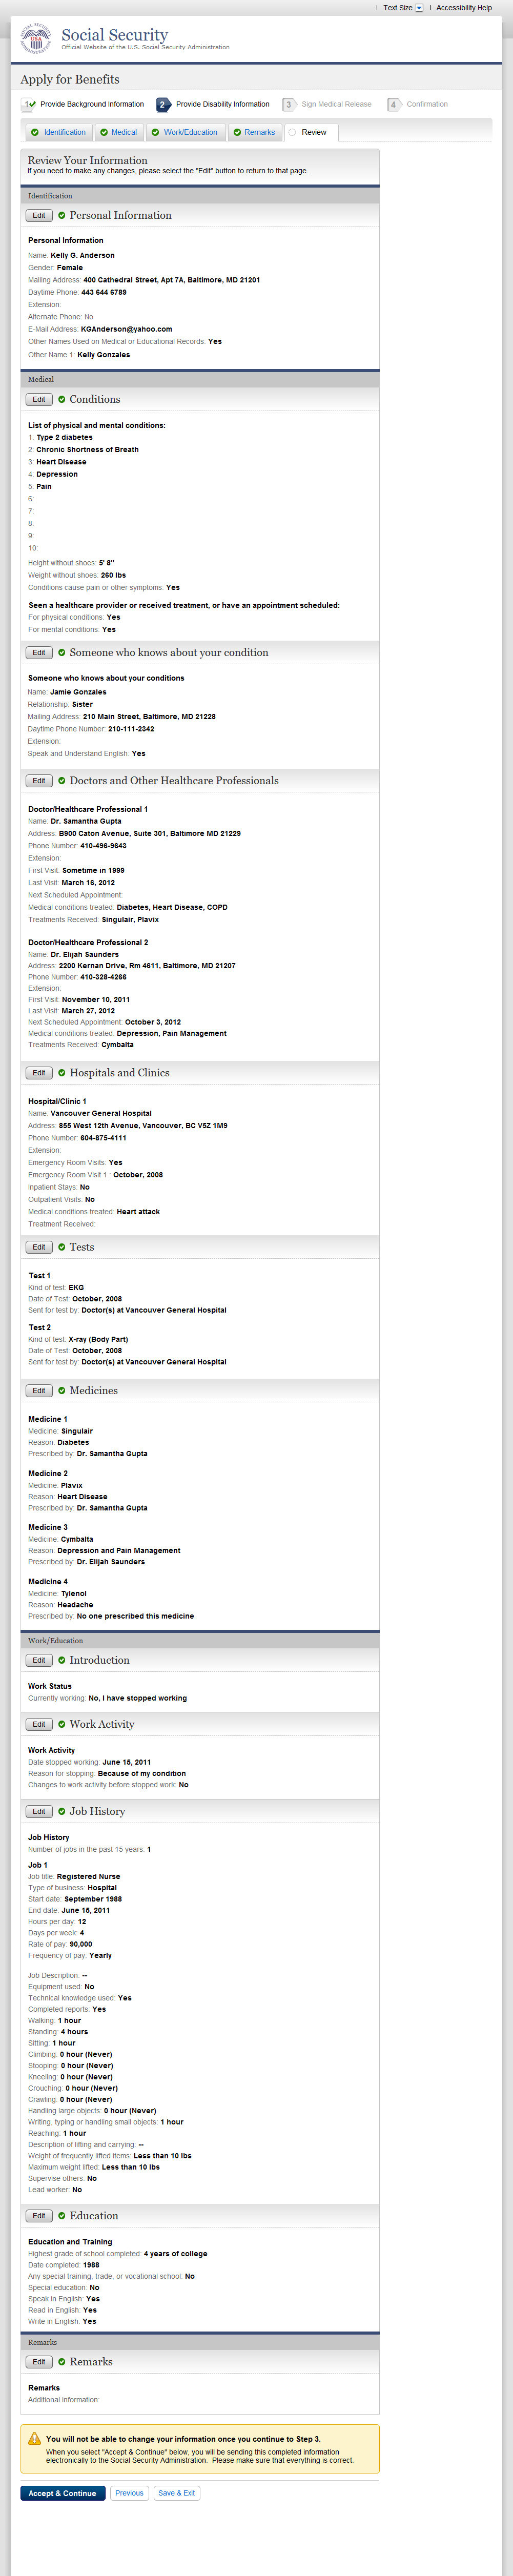 Text Size
Accessibility Help
Social Security
Official Website of the U.S. Social Security Administration
SOCIAL SECURITY ADMINISTRATION
USA
Apply for Benefits
1 Provide Background Information 2 Provide Disability Information 3 Sign Medical Release 4 Confirmation
Identification Medical Work/Education Remarks Review
Review Your Information
If you need to make any changes, please select the "Edit" button to return to that page.
Identification
Edit Personal Information
Personal Information
Name: Kelly G. Anderson
Gender: Female
Mailing Address: 400 Cathedral Street, Apt 7A, Baltimore, MD 21201
Daytime Phone: 443 644 6789
Extension:
Alternate Phone: No
E-Mail Address: KGAnderson@yahoo.com
Other Names Used on Medical or Educational Records: Yes
Other Name 1: Kelly Gonzales
Medical
Edit Conditions
List of physical and mental conditions:
1: Type 2 diabetes
2: Chronic Shortness of Breath
3: Heart Disease
4: Depression
5: Pain
6:
7:
8:
9:
10:
Height without shoes: 5' 8"
Weight without shoes: 260 lbs
Conditions cause pain or other symptoms: Yes
Seen a healthcare provider or received treatment, or have an appointment scheduled:
For physical conditions: Yes
For mental conditions: Yes
Edit Someone who knows about your condition
Someone who knows about your conditions
Name: Jamie Gonzales
Relationship: Sister
Mailing Address: 210 Main Street, Baltimore, MD 21228
Daytime Phone Number: 210-111-2342
Extension:
Speak and Understand English: Yes
Edit Doctors and Other Healthcare Professionals
Doctor/Healthcare Professional 1
Name: Dr. Samantha Gupta
Address: B900 Caton Avenue, Suite 301, Baltimore MD 21229
Phone Number: 410-496-9643
Extension:
First Visit: Sometime in 1999
Last Visit: March 16, 2012
Next Scheduled Appointment:
Medical conditions treated: Diabetes, Heart Disease, COPD
Treatments Received: Singulair, Plavix
Doctor/Healthcare Professional 2
Name: Dr. Elijah Saunders
Address: 2200 Kernan Drive, Rm 4611, Baltimore, MD 21207
Phone Number: 410-328-4266
Extension:
First Visit: November 10, 2011
Last Visit: March 27, 2012
Next Scheduled Appointment: October 3, 2012
Medical conditions treated: Depression, Pain Management
Treatments Received: Cymbalta
Edit Hospitals and Clinics
Hospital/Clinic 1
Name: Vancouver General Hospital
Address: 855 West 12th Avenue, Vancouver, BC V5Z 1M9
Phone Number: 604-875-4111
Extension:
Emergency Room Visits: Yes
Emergency Room Visit 1 : October, 2008
Inpatient Stays: No
Outpatient Visits: No
Medical conditions treated: Heart attack
Treatment Received:
Edit Tests
Test 1
Kind of test: EKG
Date of Test: October, 2008
Sent for test by: Doctor(s) at Vancouver General Hospital
Test 2
Kind of test: X-ray (Body Part)
Date of Test: October, 2008
Sent for test by: Doctor(s) at Vancouver General Hospital
Edit Medicines
Medicine 1
Medicine: Singulair
Reason: Diabetes
Prescribed by: Dr. Samantha Gupta
Medicine 2
Medicine: Plavix
Reason: Heart Disease
Prescribed by: Dr. Samantha Gupta
Medicine 3
Medicine: Cymbalta
Reason: Depression and Pain Management
Prescribed by: Dr. Elijah Saunders
Medicine 4
Medicine: Tylenol
Reason: Headache
Prescribed by: No one prescribed this medicine
Work/Education
Edit Introduction
Work Status
Currently working: No, I have stopped working
Edit Work Activity
Work Activity
Date stopped working: June 15, 2011
Reason for stopping: Because of my condition
Changes to work activity before stopped work: No
Edit Job History
Job History
Number of jobs in the past 15 years: 1
Job 1
Job title: Registered Nurse
Type of business: Hospital
Start date: September 1988
End date: June 15, 2011
Hours per day: 12
Days per week: 4
Rate of pay: 90,000
Frequency of pay: Yearly
Job Description: --
Equipment used: No
Technical knowledge used: Yes
Completed reports: Yes
Walking: 1 hour
Standing: 4 hours
Sitting: 1 hour
Climbing: 0 hour (Never)
Stooping: 0 hour (Never)
Kneeling: 0 hour (Never)
Crouching: 0 hour (Never)
Crawling: 0 hour (Never)
Handling large objects: 0 hour (Never)
Writing, typing or handling small objects: 1 hour
Reaching: 1 hour
Description of lifting and carrying: --
Weight of frequently lifted items: Less than 10 lbs
Maximum weight lifted: Less than 10 lbs
Supervise others: No
Lead worker: No
Edit Education
Education and Training
Highest grade of school completed: 4 years of college
Date completed: 1988
Any special training, trade, or vocational school: No
Special education: No
Speak in English: Yes
Read in English: Yes
Write in English: Yes
Remarks
Edit Remarks
Remarks
Additional information:
You will not be able to change your information once you continue to Step 3.
When you select "Accept & Continue" below, you will be sending this completed information
electronically to the Social Security Administration. Please make sure that everything is correct.
Accept & Continue Previous Save & Exit